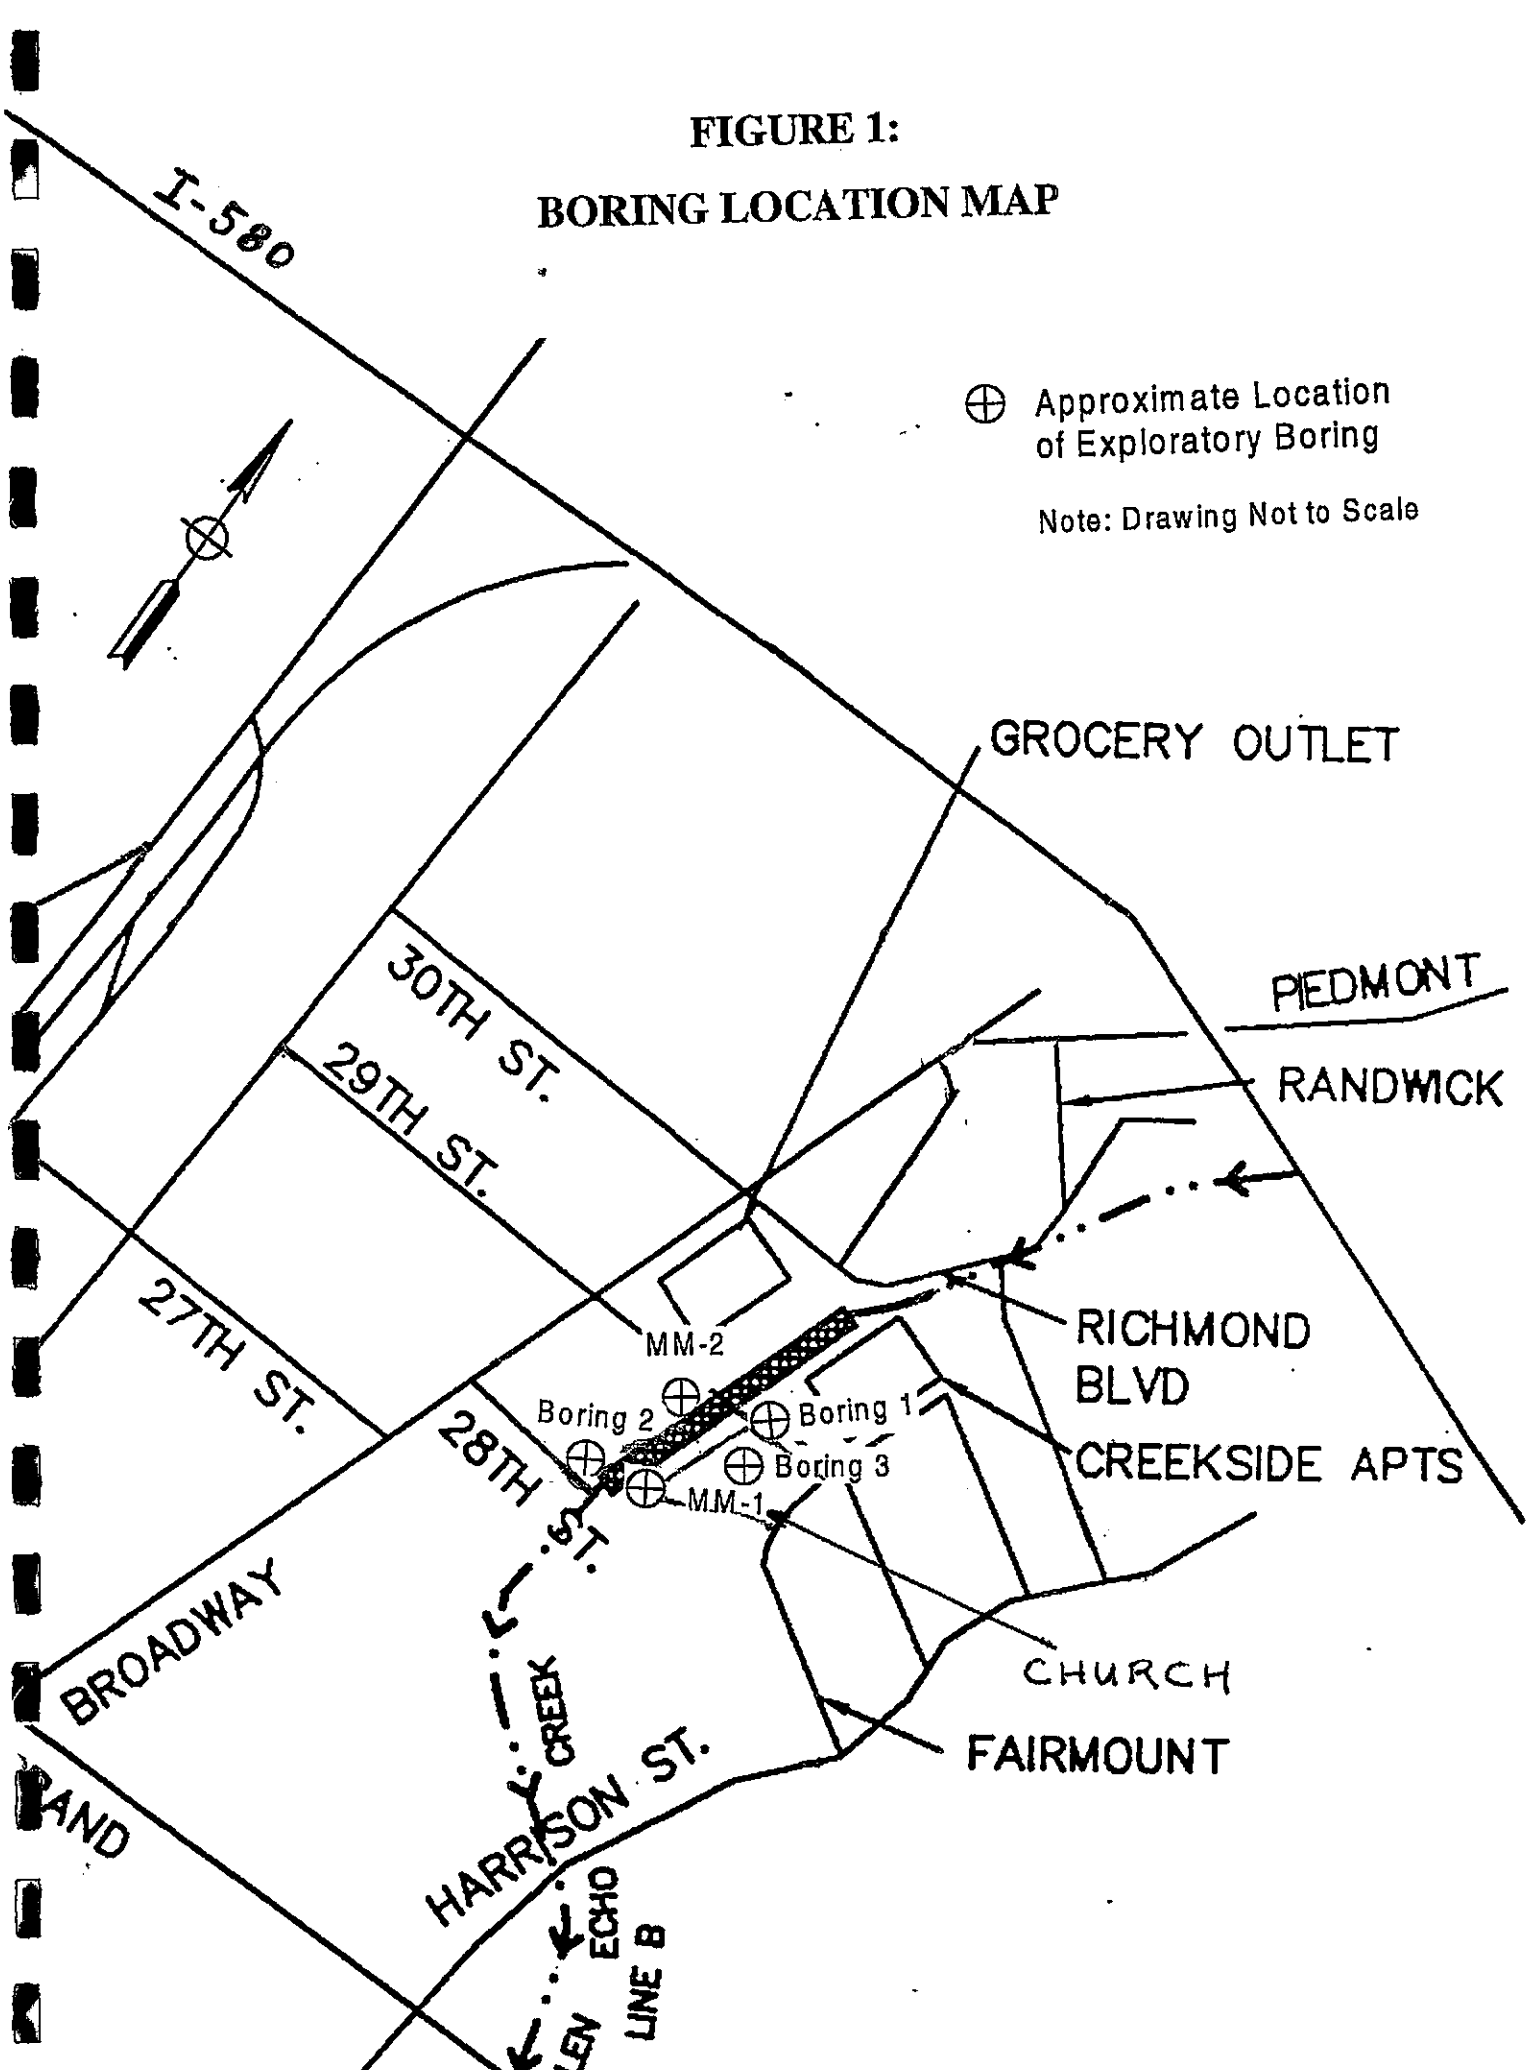 FIGURE 1:
BORING LOCATION MAP
I-580
Approximate Location
of Exploratory Boring
Note: Drawing Not to Scale
GROCERY OUTLET
PIEDMONT
30TH ST.
29TH ST.
RANDWICK
27TH ST.
RICHMOND
BLVD
MM-2
Boring 2
Boring 1
28TH ST.
Boring 3
CREEKSIDE APTS
MM-1
BROADWAY
CHURCH
FAIRMOUNT
CREEK
HARRISON ST.
RAND
ECHO
LINE B
LEN